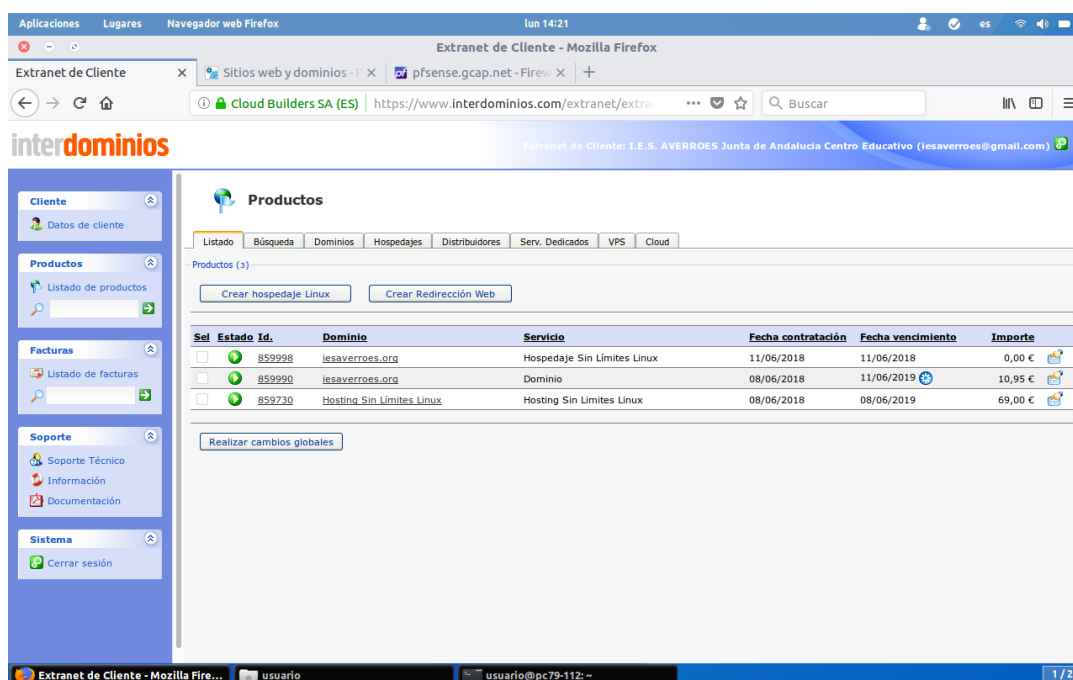 Aplicaciones Lugares Navegador web Firefox lun 14:21 es
Extranet de Cliente - Mozilla Firefox
Extranet de Cliente Sitios web y dominios - pfsense.gcap.net - Firew
Cloud Builders SA (ES) https://www.interdominios.com/extranet/extra Buscar
interdominios
Extranet de Cliente: I.E.S. AVERROES Junta de Andalucia Centro Educativo (iesaverroes@gmail.com)
Cliente
Datos de cliente
Productos
Listado de productos
Facturas
Listado de facturas
Soporte
Soporte Técnico
Información
Documentación
Sistema
Cerrar sesión
Productos
Listado Búsqueda Dominios Hospedajes Distribuidores Serv. Dedicados VPS Cloud
Productos (3)
Crear hospedaje Linux Crear Redirección Web
Sel Estado Id. Dominio Servicio Fecha contratación Fecha vencimiento Importe
859998 iesaverroes.org Hospedaje Sin Límites Linux 11/06/2018 11/06/2018 0,00 €
859990 iesaverroes.org Dominio 08/06/2018 11/06/2019 10,95 €
859730 Hosting Sin Límites Linux Hosting Sin Limites Linux 08/06/2018 08/06/2019 69,00 €
Realizar cambios globales
Extranet de Cliente - Mozilla Fire... usuario usuario@pc79-112: ~ 1 / 2